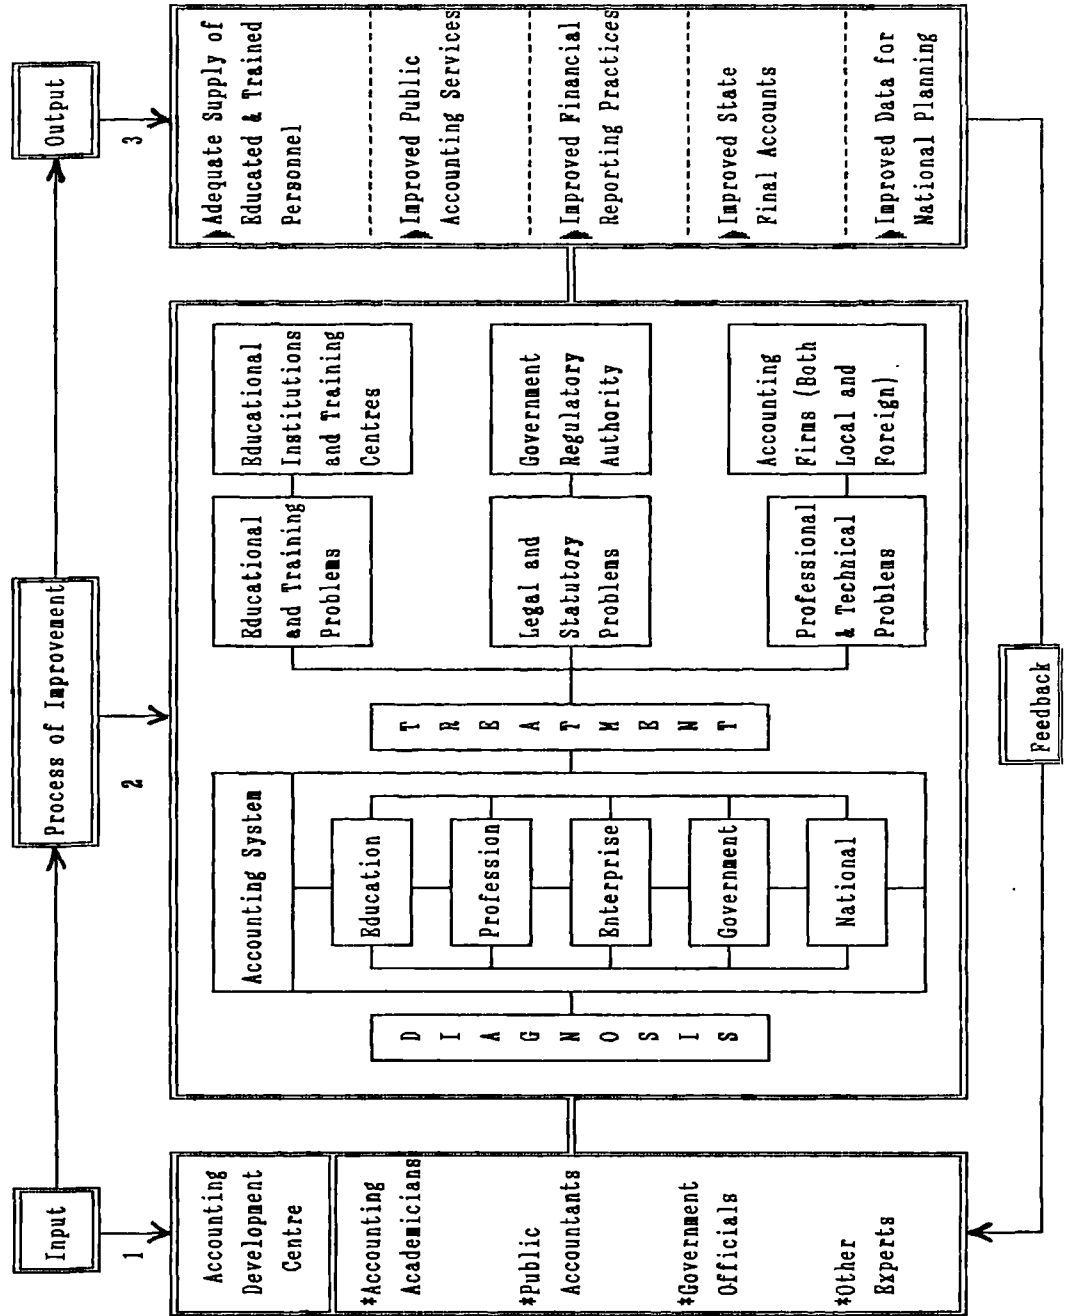 Input
Process of Improvement
Output
1
2
3
Accounting
Development
Centre
*Accounting
Academicians
*Public
Accountants
*Government
Officials
*Other
Experts
D
I
A
G
N
O
S
I
S
Accounting System
Education
Profession
Enterprise
Government
National
T
R
E
A
T
M
E
N
T
Educational
and Training
Problems
Legal and
Statutory
Problems
Professional
& Technical
Problems
Educational
Institutions
and Training
Centres
Government
Regulatory
Authority
Accounting
Firms (Both
Local and
Foreign).
Adequate Supply of
Educated & Trained
Personnel
Improved Public
Accounting Services
Improved Financial
Reporting Practices
Improved State
Final Accounts
Improved Data for
National Planning
Feedback